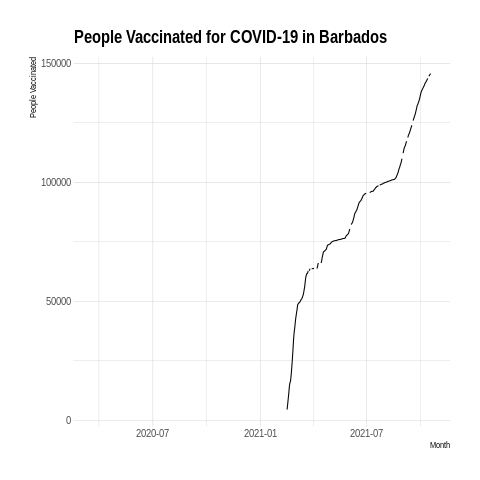 People Vaccinated for COVID-19 in Barbados
People Vaccinated
150000
100000
50000
0
2020-07
2021-01
2021-07
Month